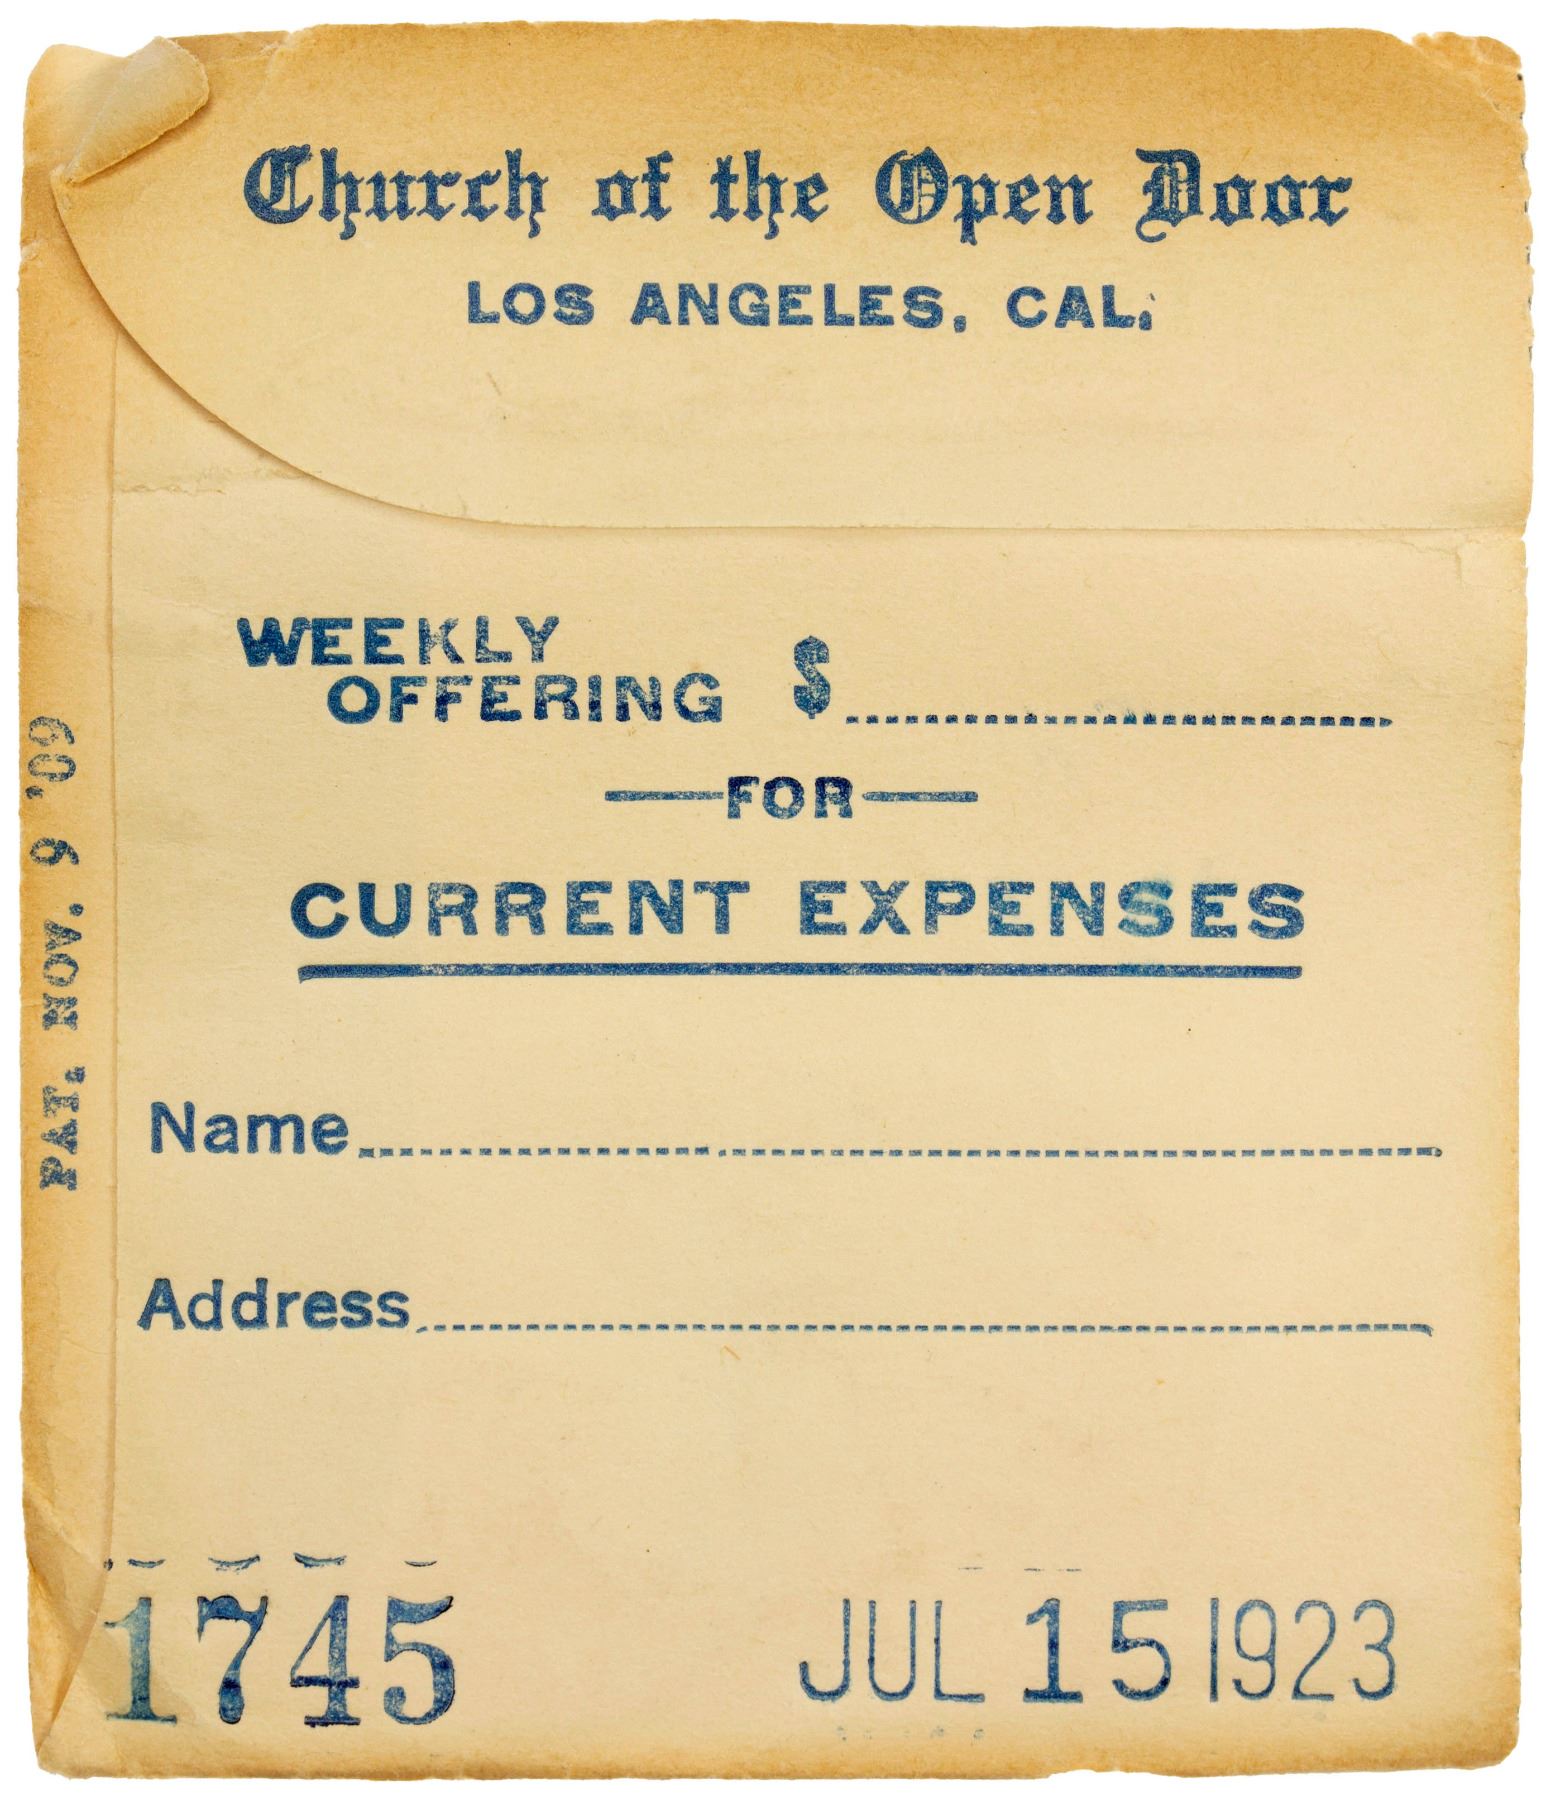 Church of the Open Door
LOS ANGELES, CAL.
WEEKLY
OFFERING $
FOR
CURRENT EXPENSES
Name
Address
1745
JUL 15 1923
PAT. NOV. 9 '09